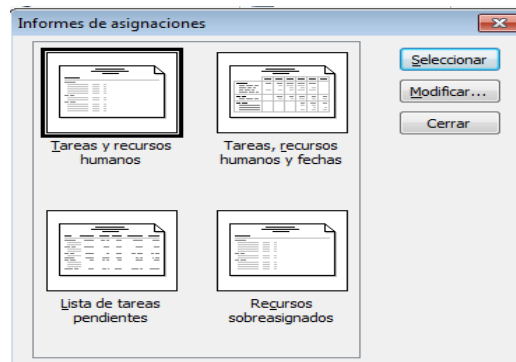 Informes de asignaciones
Seleccionar
Modificar...
Cerrar
Tareas y recursos
humanos
Tareas, recursos
humanos y fechas
Lista de tareas
pendientes
Recursos
sobreasignados